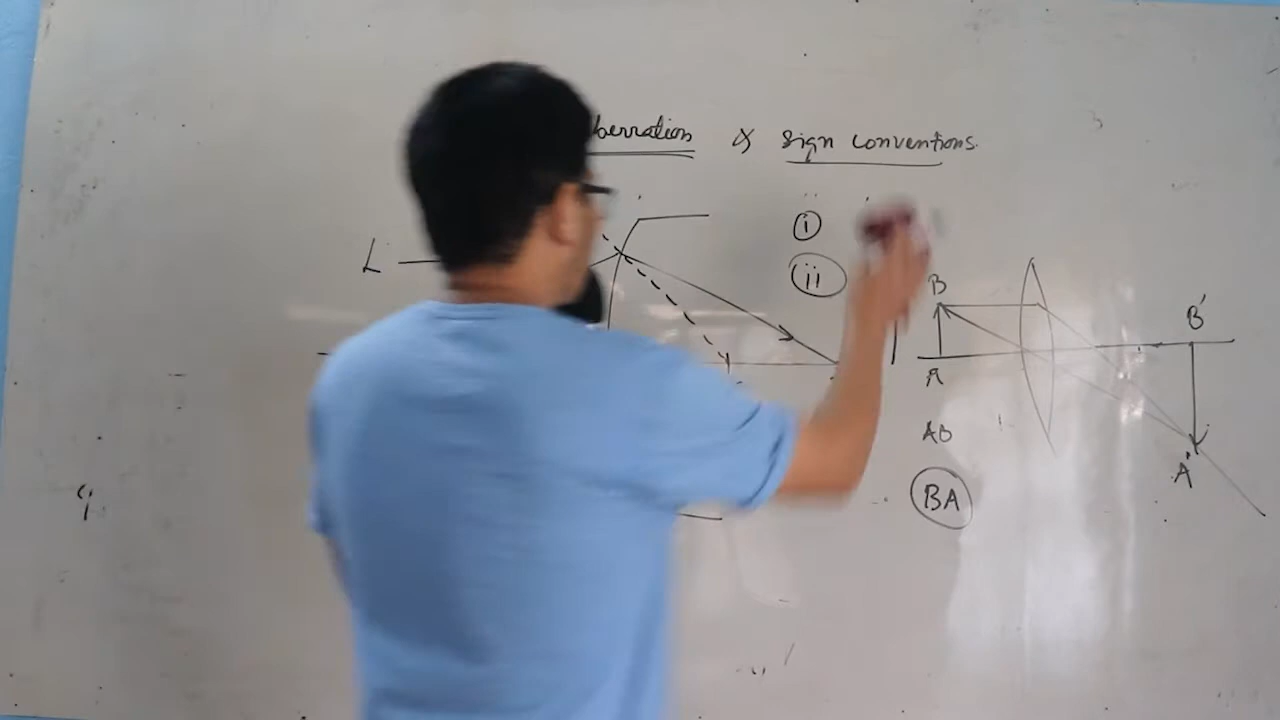 berration & sign conventions.
L
i
ii
B
B'
A
AB
A'
BA